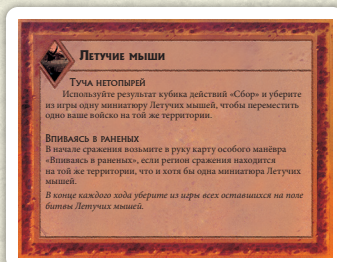 Летучие мыши
Туча нетопырей
Используйте результат кубика действий «Сбор» и уберите
из игры одну миниатюру Летучих мышей, чтобы переместить
одно ваше войско на той же территории.
Впиваясь в раненых
В начале сражения возьмите в руку карту особого манёвра
«Впиваясь в раненых», если регион сражения находится
на той же территории, что и хотя бы одна миниатюра Летучих
мышей.
В конце каждого хода уберите из игры всех оставшихся на поле
битвы Летучих мышей.